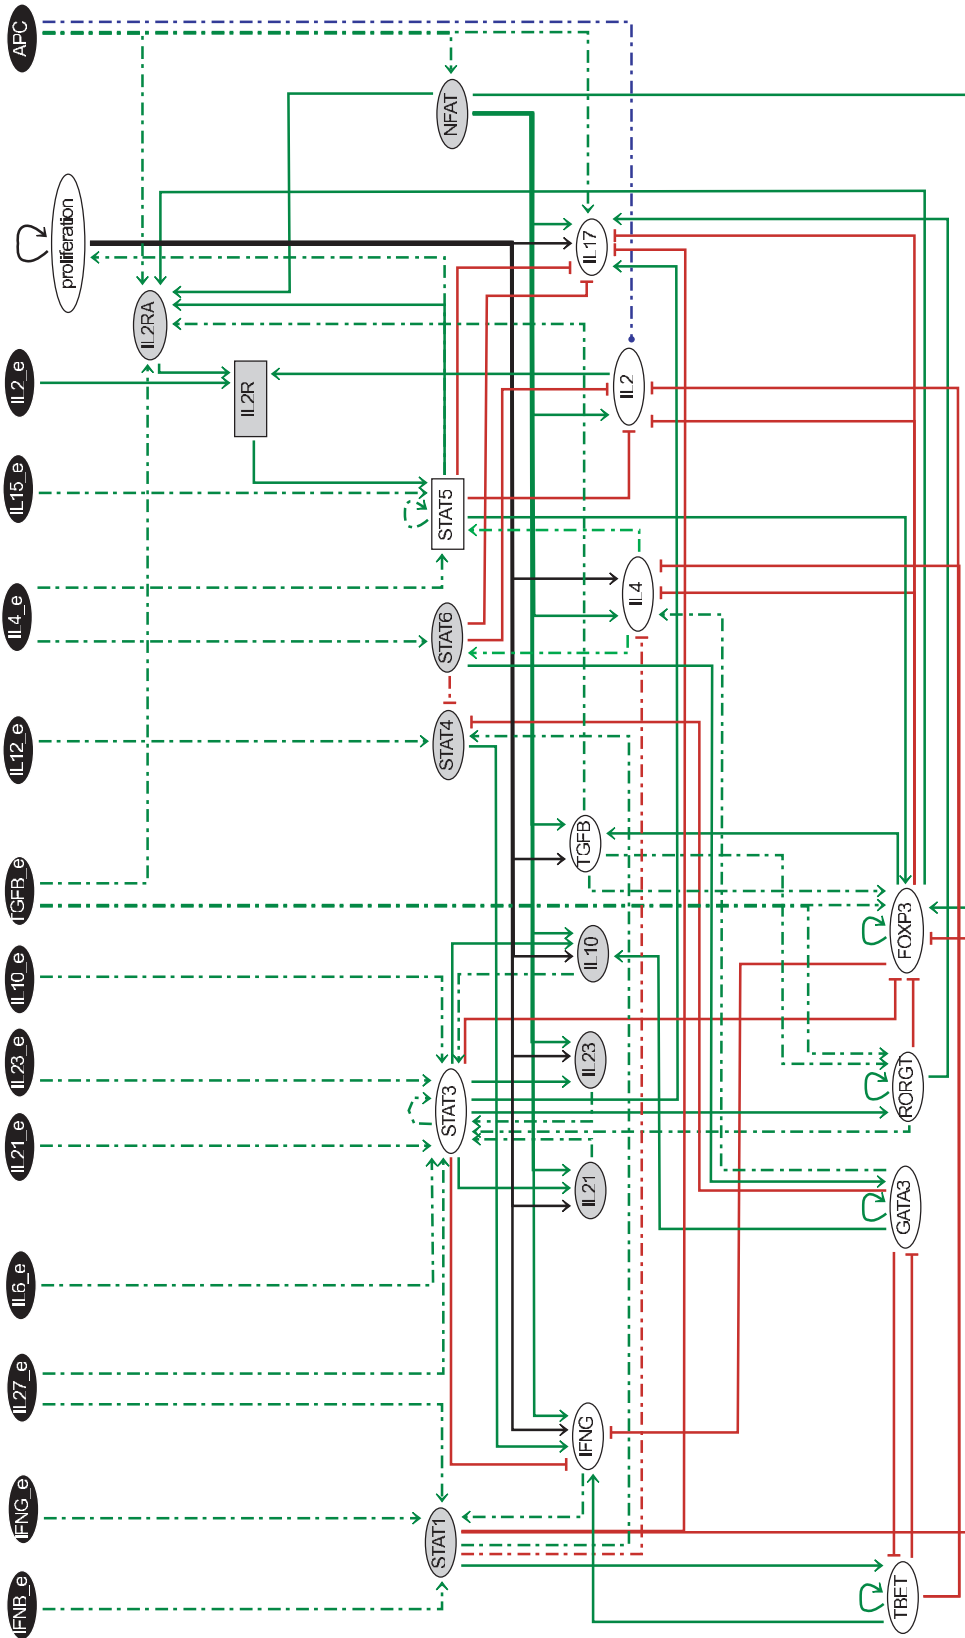 IFNB_e
IFNG_e
IL27_e
IL6_e
IL21_e
IL23_e
IL10_e
TGFB_e
IL12_e
IL4_e
IL15_e
IL2_e
APC
proliferation
IL2RA
IL2R
STAT1
STAT3
STAT4
STAT6
STAT5
NFAT
IFNG
IL21
IL23
IL10
TGFB
IL4
IL2
IL17
TBET
GATA3
RORGT
FOXP3